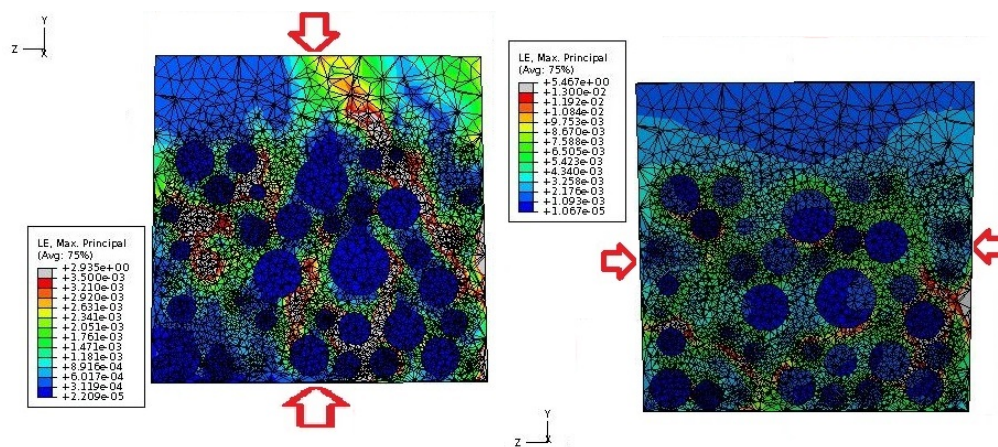 Y
Z
X
LE, Max. Principal
(Avg: 75%)
+2.935e+00
+3.500e-03
+3.210e-03
+2.920e-03
+2.631e-03
+2.341e-03
+2.051e-03
+1.761e-03
+1.471e-03
+1.181e-03
+8.916e-04
+6.017e-04
+3.119e-04
+2.209e-05
LE, Max. Principal
(Avg: 75%)
+5.467e+00
+1.300e-02
+1.192e-02
+1.084e-02
+9.753e-03
+8.670e-03
+7.588e-03
+6.505e-03
+5.423e-03
+4.340e-03
+3.258e-03
+2.176e-03
+1.093e-03
+1.067e-05
Y
Z
X